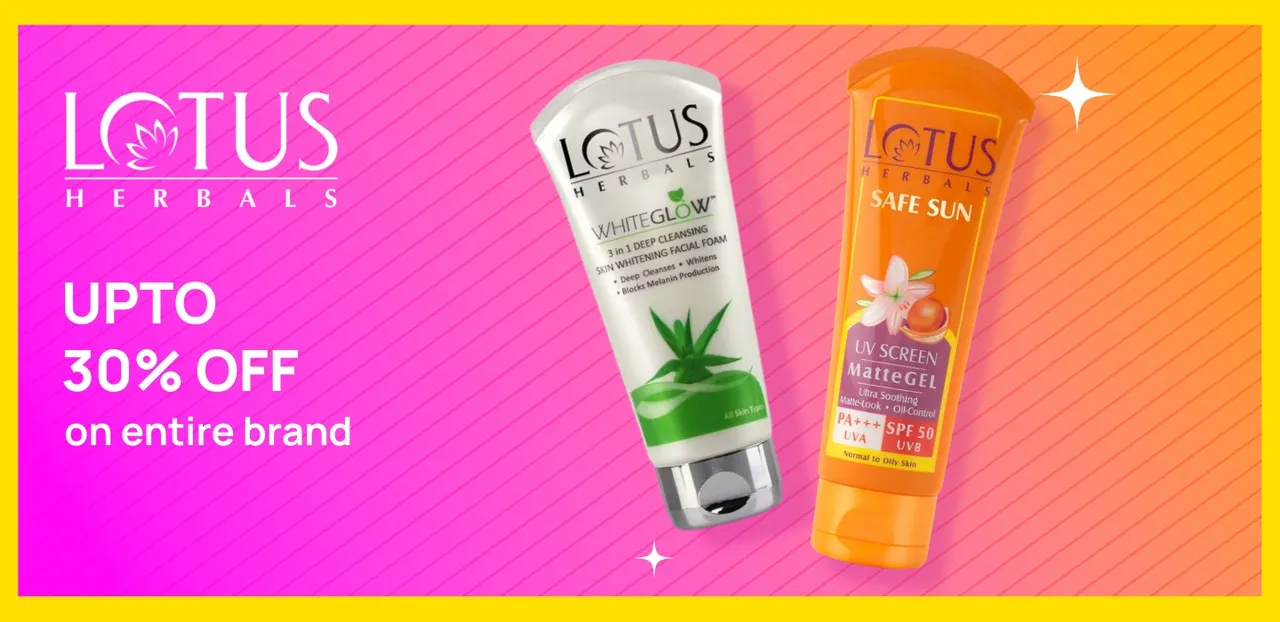 LOTUS
HERBALS
UPTO
30% OFF
on entire brand
LOTUS
HERBALS
WHITEGLOW™
3 in 1 DEEP CLEANSING
SKIN WHITENING FACIAL FOAM
• Deep Cleanses • Whitens
• Blocks Melanin Production
All Skin Types
LOTUS
HERBALS
SAFE SUN
UV SCREEN
MatteGEL
Ultra Soothing
Matte-Look • Oil-Control
PA+++
UVA
SPF 50
UVB
Normal to Oily Skin